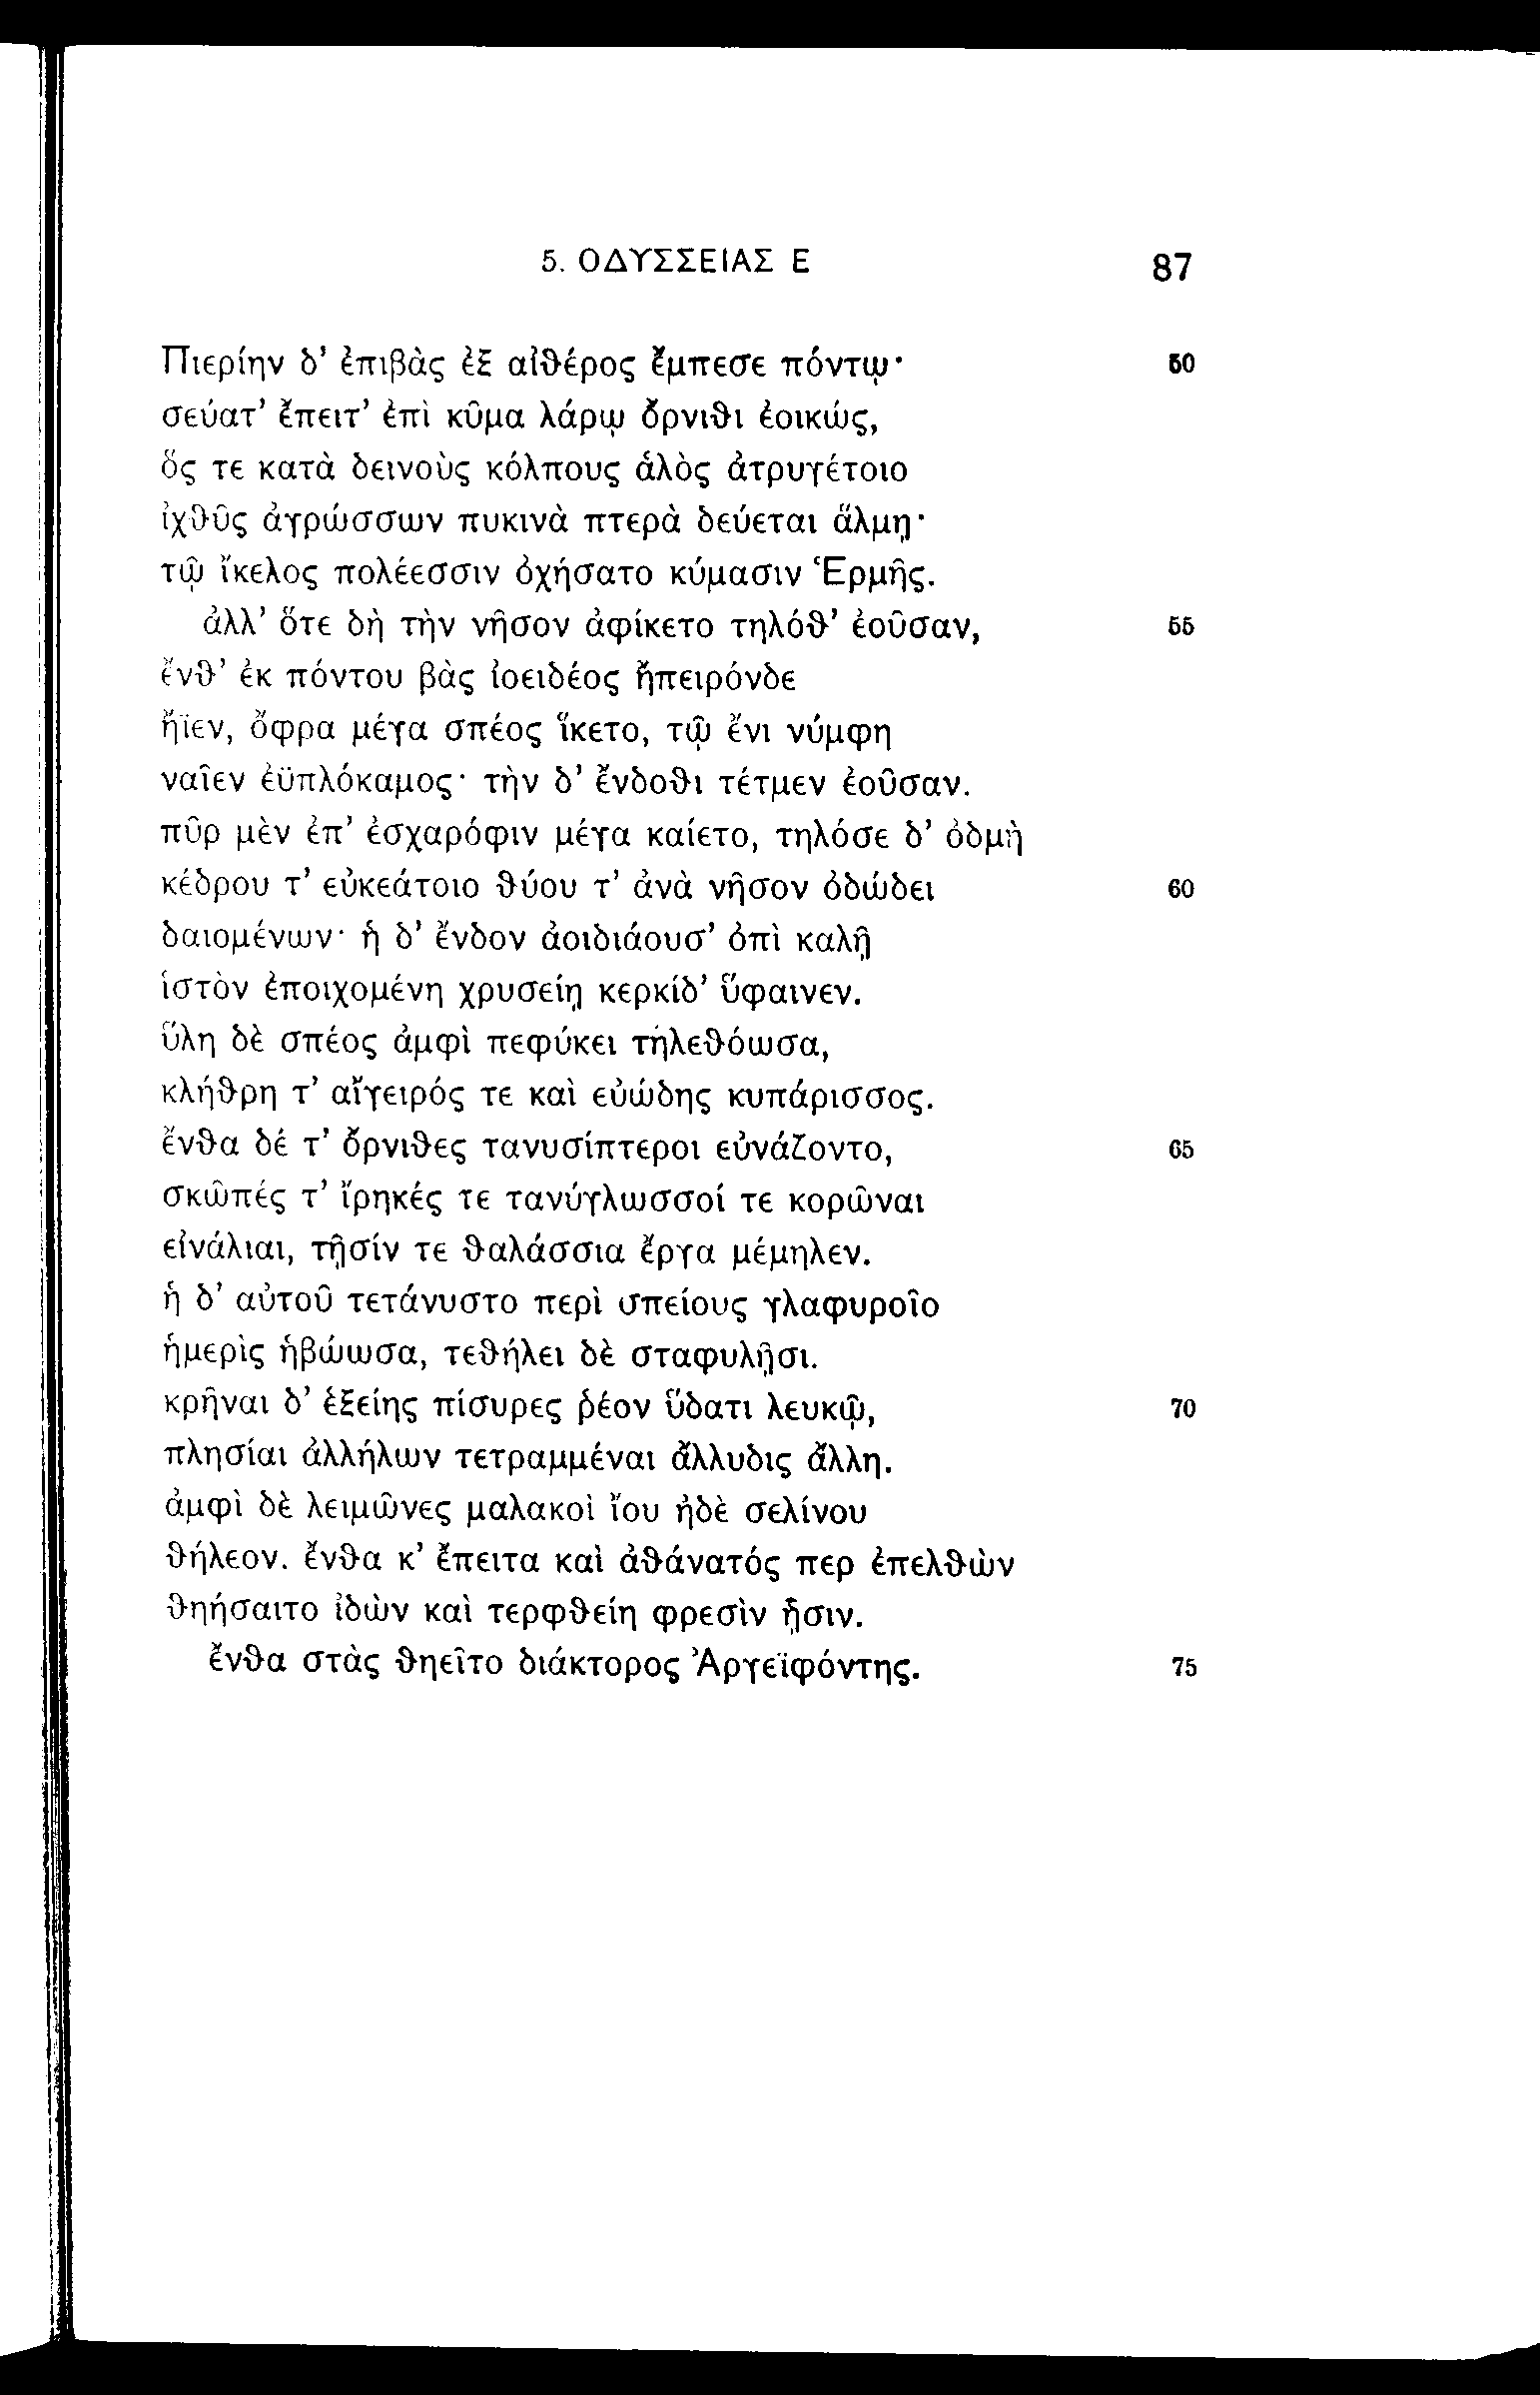 5. ΟΔΥΣΣΕΙΑΣ Ε 87
Πιερίην δ’ ἐπιβὰς ἐξ αἰθέρος ἔμπεσε πόντῳ· 50
σεύατ’ ἔπειτ’ ἐπὶ κῦμα λάρῳ ὄρνιθι ἐοικώς,
ὅς τε κατὰ δεινοὺς κόλπους ἁλὸς ἀτρυγέτοιο
ἰχθῦς ἀγρώσσων πυκινὰ πτερὰ δεύεται ἅλμῃ·
τῷ ἴκελος πολέεσσιν ὀχήσατο κύμασιν Ἑρμῆς.
ἀλλ’ ὅτε δὴ τὴν νῆσον ἀφίκετο τηλόθ’ ἐοῦσαν, 55
ἔνθ’ ἐκ πόντου βὰς ἰοειδέος ἤπειρόνδε
ἤϊεν, ὄφρα μέγα σπέος ἵκετο, τῷ ἔνι νύμφη
ναῖεν ἐϋπλόκαμος· τὴν δ’ ἔνδοθι τέτμεν ἐοῦσαν.
πῦρ μὲν ἐπ’ ἐσχαρόφιν μέγα καίετο, τηλόσε δ’ ὀδμὴ
κέδρου τ’ εὐκεάτοιο θύου τ’ ἀνὰ νῆσον ὀδώδει 60
δαιομένων· ἡ δ’ ἔνδον ἀοιδιάουσ’ ὀπὶ καλῇ
ἱστὸν ἐποιχομένη χρυσείῃ κερκίδ’ ὕφαινεν.
ὕλη δὲ σπέος ἀμφὶ πεφύκει τηλεθόωσα,
κλήθρη τ’ αἴγειρός τε καὶ εὐώδης κυπάρισσος.
ἔνθα δέ τ’ ὄρνιθες τανυσίπτεροι εὐνάζοντο, 65
σκῶπές τ’ ἴρηκές τε τανύγλωσσοί τε κορῶναι
εἰνάλιαι, τῇσίν τε θαλάσσια ἔργα μέμηλεν.
ἡ δ’ αὐτοῦ τετάνυστο περὶ σπείους γλαφυροῖο
ἡμερὶς ἡβώωσα, τεθήλει δὲ σταφυλῇσι.
κρῆναι δ’ ἑξείης πίσυρες ῥέον ὕδατι λευκῷ, 70
πλησίαι ἀλλήλων τετραμμέναι ἄλλυδις ἄλλη.
ἀμφὶ δὲ λειμῶνες μαλακοὶ ἴου ἠδὲ σελίνου
θήλεον. ἔνθα κ’ ἔπειτα καὶ ἀθάνατός περ ἐπελθὼν
θηήσαιτο ἰδὼν καὶ τερφθείη φρεσὶν ᾗσιν.
ἔνθα στὰς θηεῖτο διάκτορος Ἀργεϊφόντης. 75